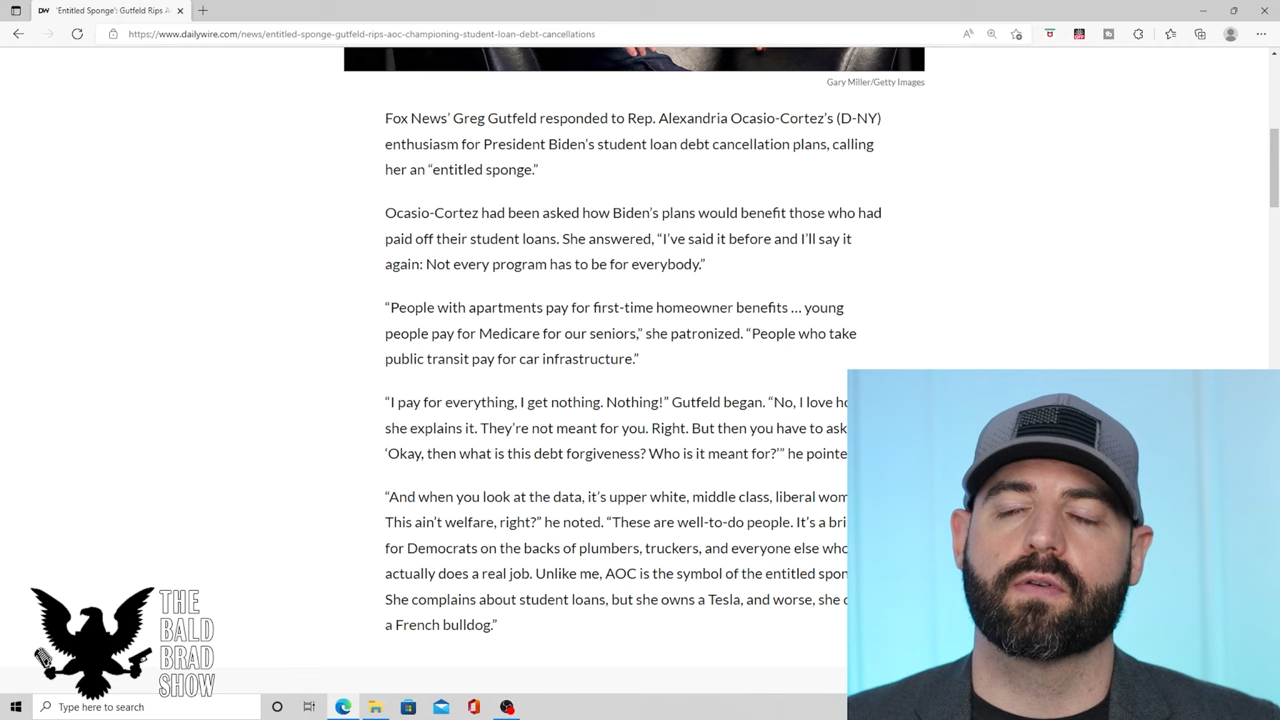 'Entitled Sponge': Gutfeld Rips A
https://www.dailywire.com/news/entitled-sponge-gutfeld-rips-aoc-championing-student-loan-debt-cancellations
Gary Miller/Getty Images
Fox News’ Greg Gutfeld responded to Rep. Alexandria Ocasio-Cortez’s (D-NY)
enthusiasm for President Biden’s student loan debt cancellation plans, calling
her an “entitled sponge.”
Ocasio-Cortez had been asked how Biden’s plans would benefit those who had
paid off their student loans. She answered, “I’ve said it before and I’ll say it
again: Not every program has to be for everybody.”
“People with apartments pay for first-time homeowner benefits … young
people pay for Medicare for our seniors,” she patronized. “People who take
public transit pay for car infrastructure.”
“I pay for everything, I get nothing. Nothing!” Gutfeld began. “No, I love
she explains it. They’re not meant for you. Right. But then you have to ask
‘Okay, then what is this debt forgiveness? Who is it meant for?’” he
“And when you look at the data, it’s upper white, middle class, liberal
This ain’t welfare, right?” he noted. “These are well-to-do people. It’s a
for Democrats on the backs of plumbers, truckers, and everyone else who
actually does a real job. Unlike me, AOC is the symbol of the entitled
She complains about student loans, but she owns a Tesla, and worse, she
a French bulldog.”
THE
BALD
BRAD
SHOW
Type here to search